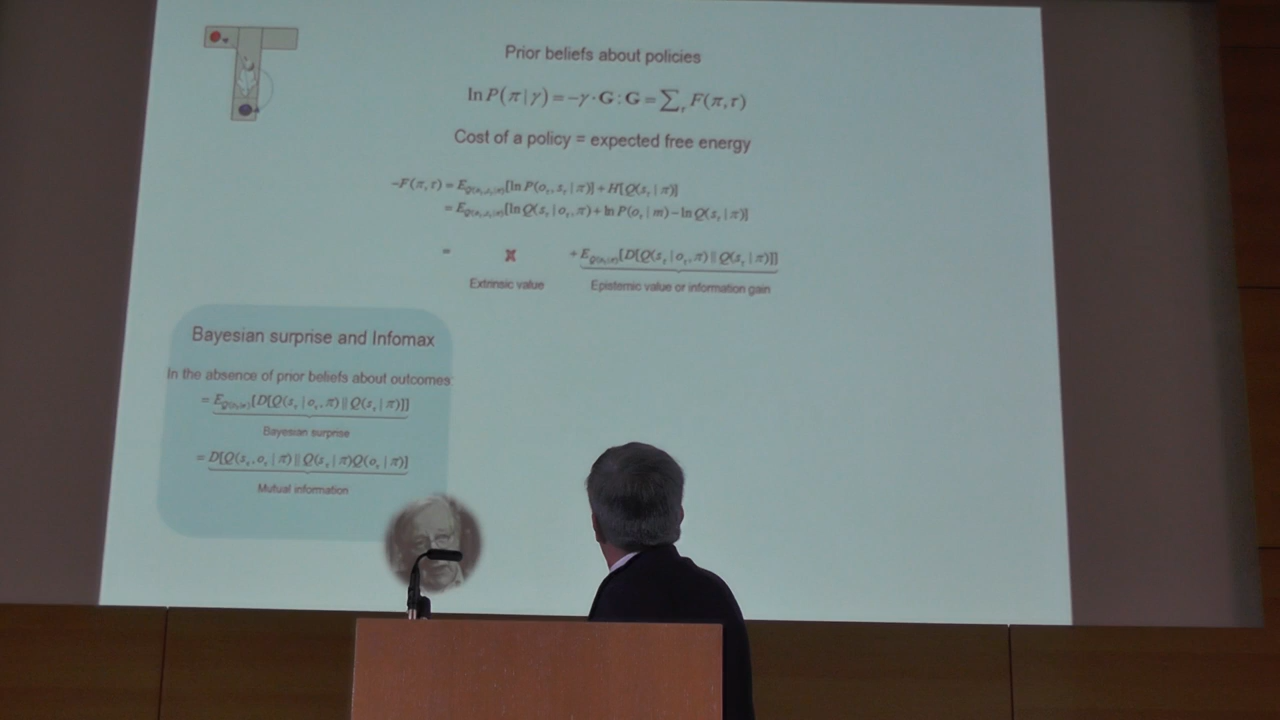 Prior beliefs about policies
ln P(π | γ) = −γ · G : G = ∑τ F(π, τ)
Cost of a policy = expected free energy
−F(π, τ) = E_Q(oτ,sτ|π)[ln P(oτ, sτ | π)] + H[Q(sτ | π)]
= E_Q(oτ,sτ|π)[ln Q(sτ | oτ, π) + ln P(oτ | m) − ln Q(sτ | π)]
= + E_Q(oτ|π)[D[Q(sτ | oτ, π) || Q(sτ | π)]]
Extrinsic value Epistemic value or information gain
Bayesian surprise and Infomax
In the absence of prior beliefs about outcomes:
= E_Q(oτ|π)[D[Q(sτ | oτ, π) || Q(sτ | π)]]
Bayesian surprise
= D[Q(sτ, oτ | π) || Q(sτ | π)Q(oτ | π)]
Mutual information